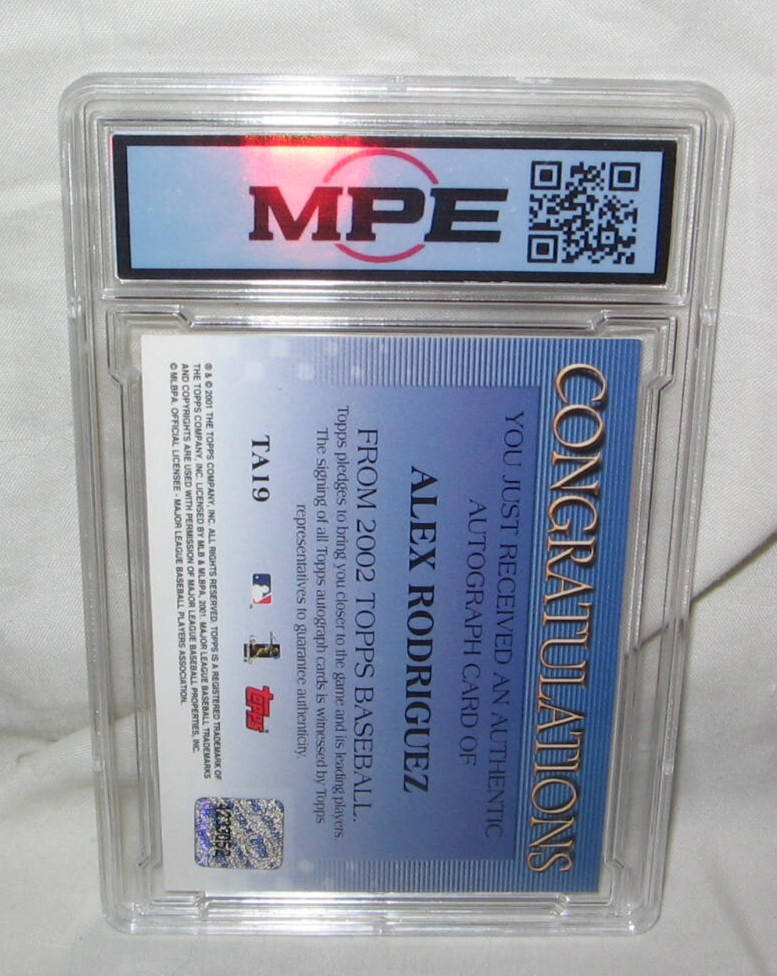 MPE
CONGRATULATIONS
YOU JUST RECEIVED AN AUTHENTIC
AUTOGRAPH CARD OF
ALEX RODRIGUEZ
FROM 2002 TOPPS BASEBALL.
Topps pledges to bring you closer to the game and its leading players.
The signing of all Topps autograph cards is witnessed by Topps
representatives to guarantee authenticity.
TA19
topps
® & © 2001 THE TOPPS COMPANY, INC. ALL RIGHTS RESERVED. TOPPS IS A REGISTERED TRADEMARK OF
THE TOPPS COMPANY, INC. LICENSED BY MLB & MLBPA, 2001. MAJOR LEAGUE BASEBALL TRADEMARKS
AND COPYRIGHTS ARE USED WITH PERMISSION OF MAJOR LEAGUE BASEBALL PROPERTIES, INC.
© MLBPA. OFFICIAL LICENSEE - MAJOR LEAGUE BASEBALL PLAYERS ASSOCIATION.